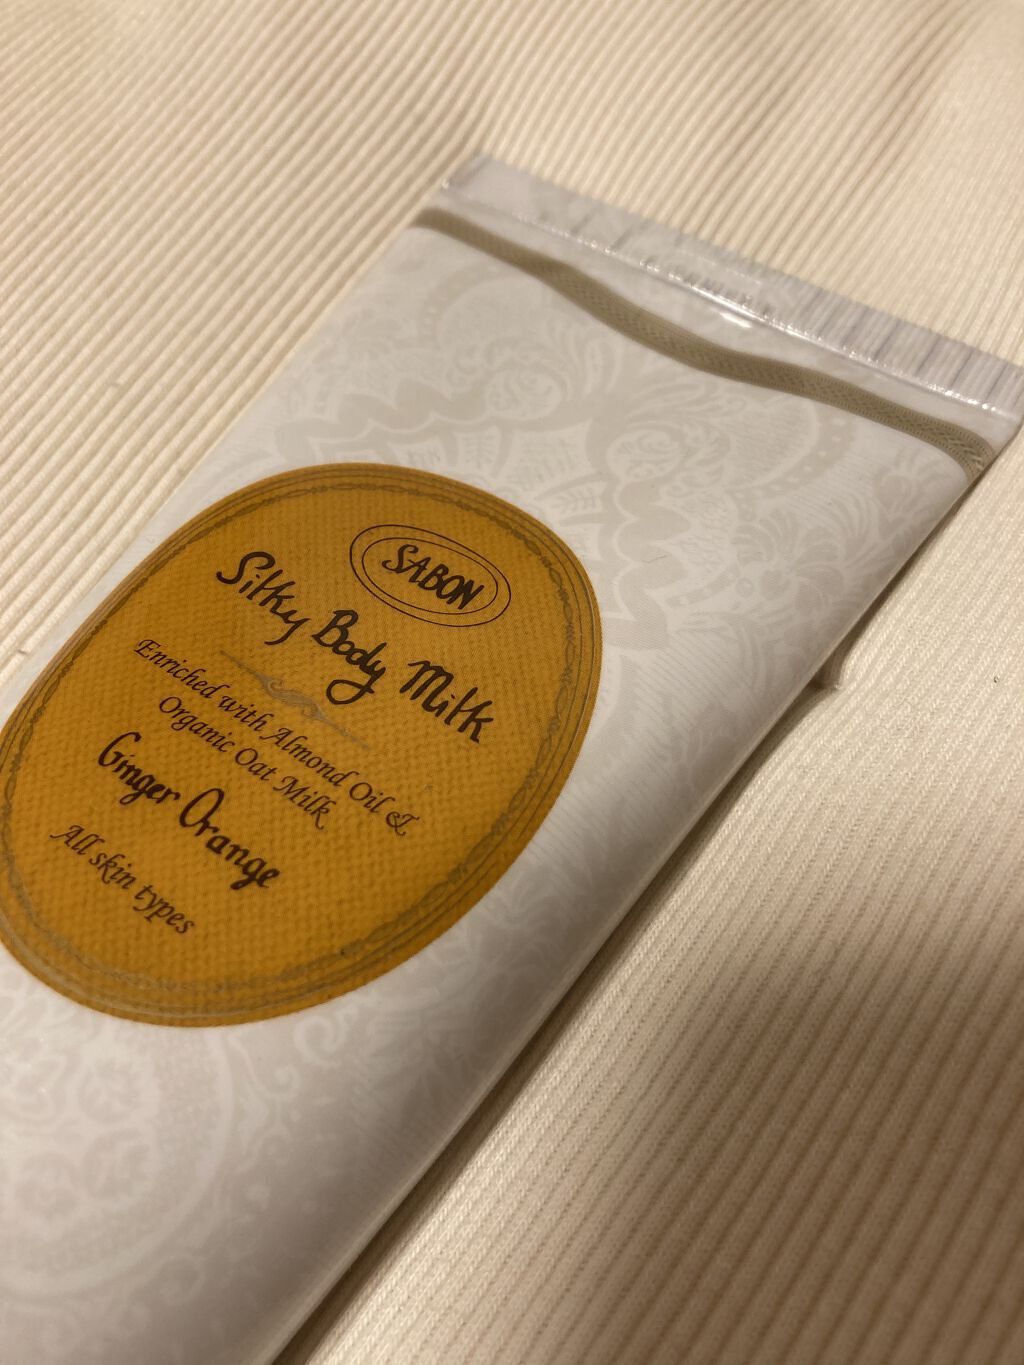 SABON
Silky Body Milk
Enriched with Almond Oil &
Organic Oat Milk
Ginger Orange
All skin types